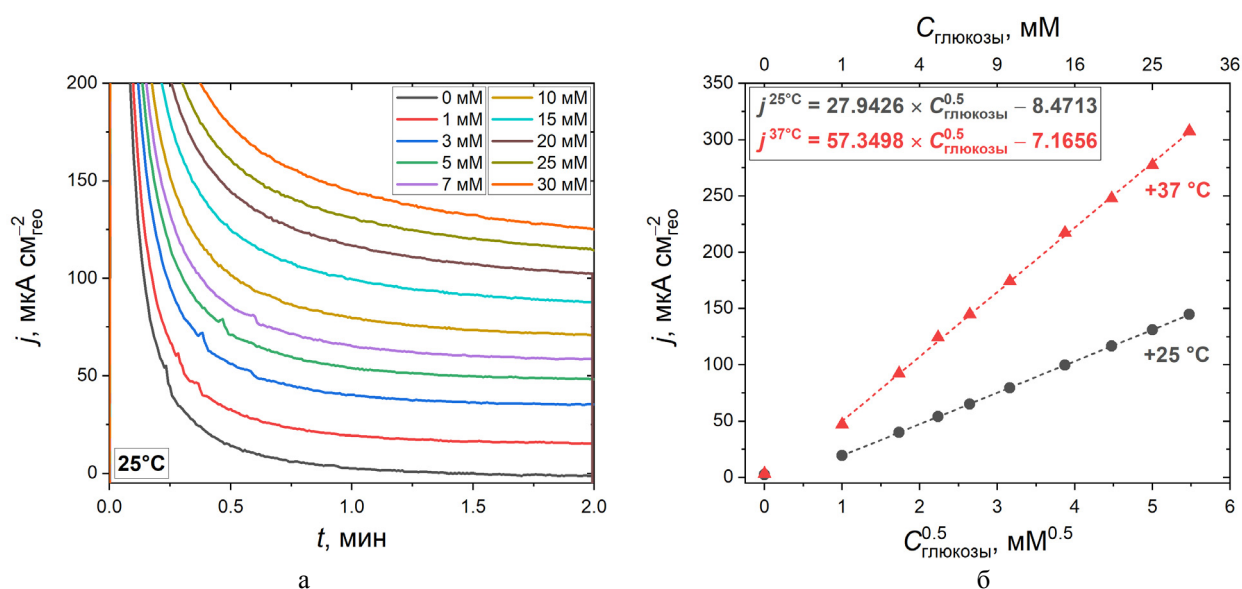 200
150
100
50
0
j, мкА см⁻²гео
0 мМ
1 мМ
3 мМ
5 мМ
7 мМ
10 мМ
15 мМ
20 мМ
25 мМ
30 мМ
25°C
0.0 0.5 1.0 1.5 2.0
t, мин
а
Cглюкозы, мМ
0 1 4 9 16 25 36
350
300
250
200
150
100
50
0
j, мкА см⁻²гео
j²⁵°ᶜ = 27.9426 × C⁰·⁵глюкозы – 8.4713
j³⁷°ᶜ = 57.3498 × C⁰·⁵глюкозы – 7.1656
+37 °C
+25 °C
0 1 2 3 4 5 6
C⁰·⁵глюкозы, мМ⁰·⁵
б